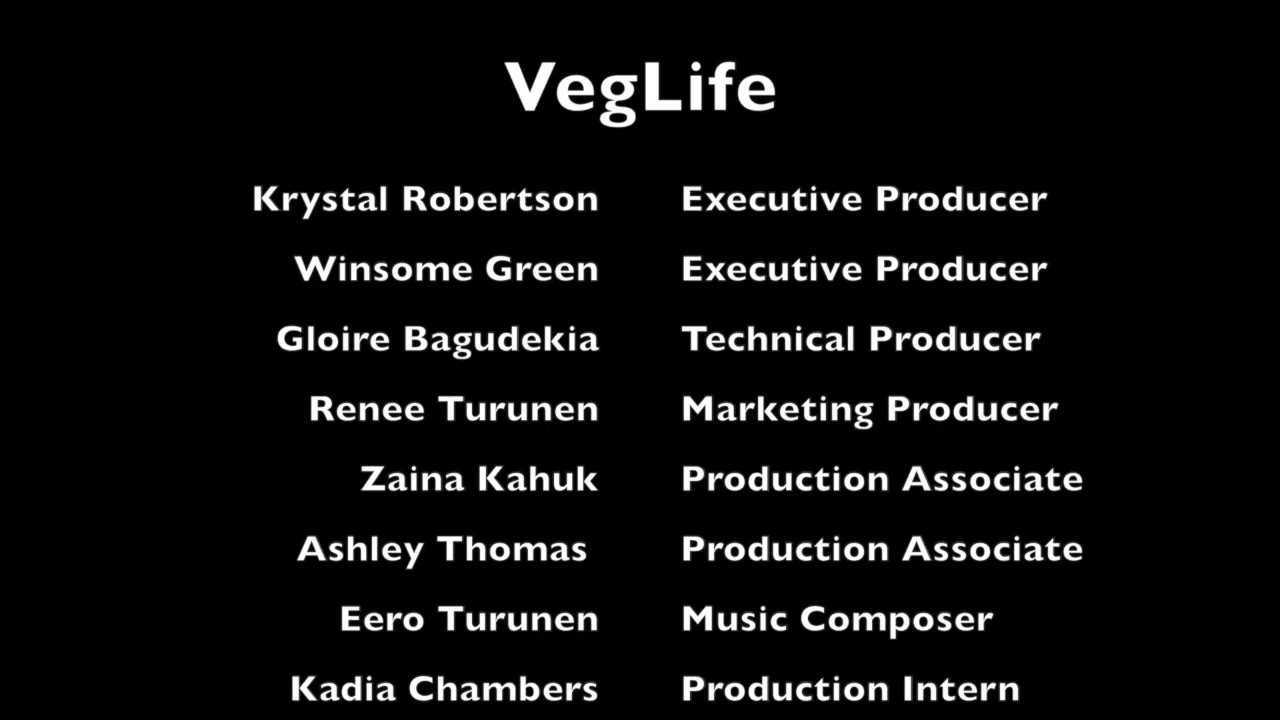 VegLife
Krystal Robertson Executive Producer
Winsome Green Executive Producer
Gloire Bagudekia Technical Producer
Renee Turunen Marketing Producer
Zaina Kahuk Production Associate
Ashley Thomas Production Associate
Eero Turunen Music Composer
Kadia Chambers Production Intern